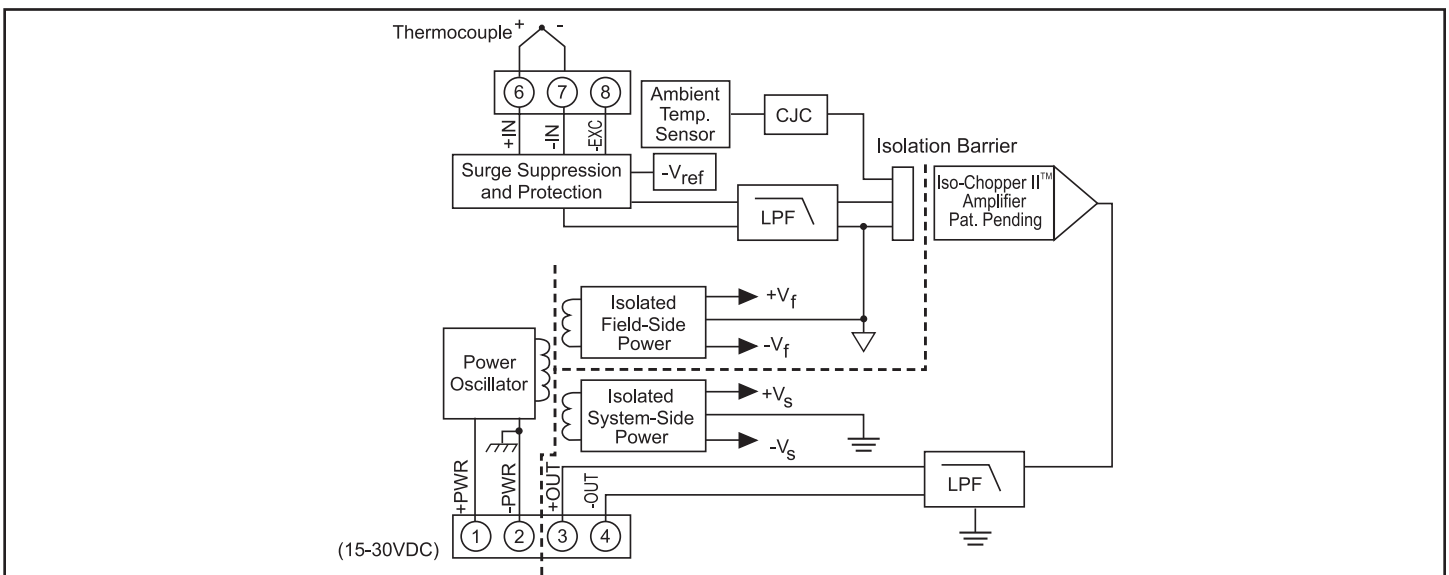 Thermocouple
+ -
6 7 8
+IN
-IN
-EXC
Ambient
Temp.
Sensor
CJC
Surge Suppression
and Protection
-Vref
LPF
Isolation Barrier
Iso-Chopper II™
Amplifier
Pat. Pending
Isolated
Field-Side
Power
+Vf
-Vf
Power
Oscillator
Isolated
System-Side
Power
+Vs
-Vs
+PWR
-PWR
+OUT
-OUT
LPF
(15-30VDC)
1 2 3 4